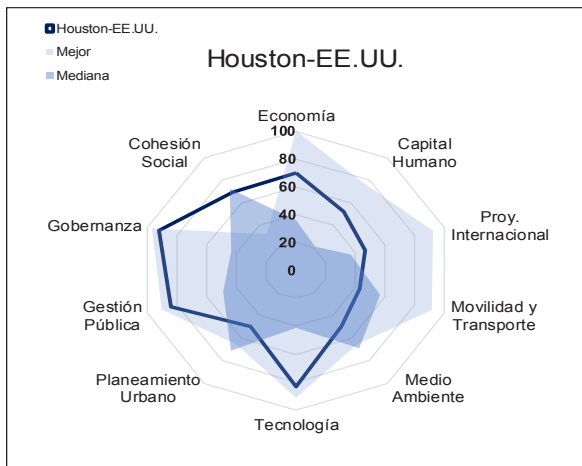 Houston-EE.UU.
Mejor
Mediana
Houston-EE.UU.
Economía
Cohesión
Social
Capital
Humano
Gobernanza
Proy.
Internacional
Gestión
Pública
Movilidad y
Transporte
Planeamiento
Urbano
Medio
Ambiente
Tecnología
100
80
60
40
20
0